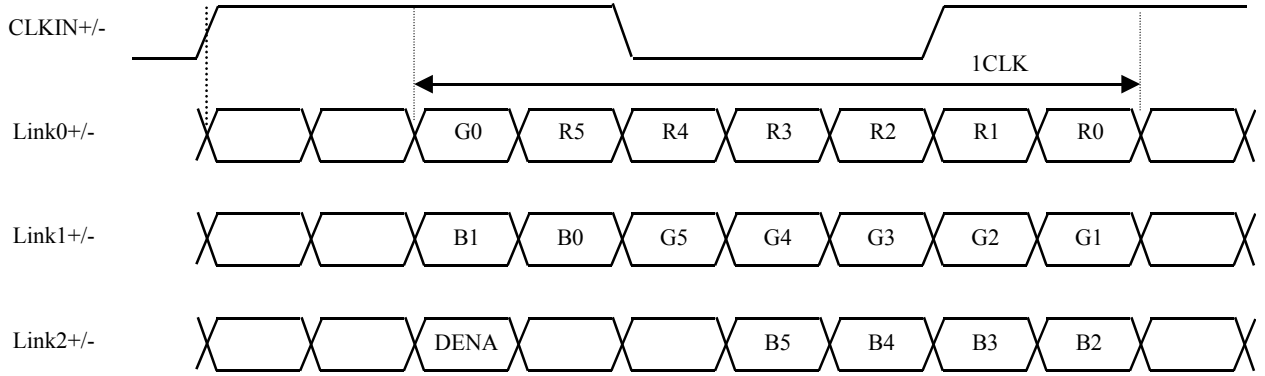 CLKIN+/-
1CLK
Link0+/- G0 R5 R4 R3 R2 R1 R0
Link1+/- B1 B0 G5 G4 G3 G2 G1
Link2+/- DENA B5 B4 B3 B2